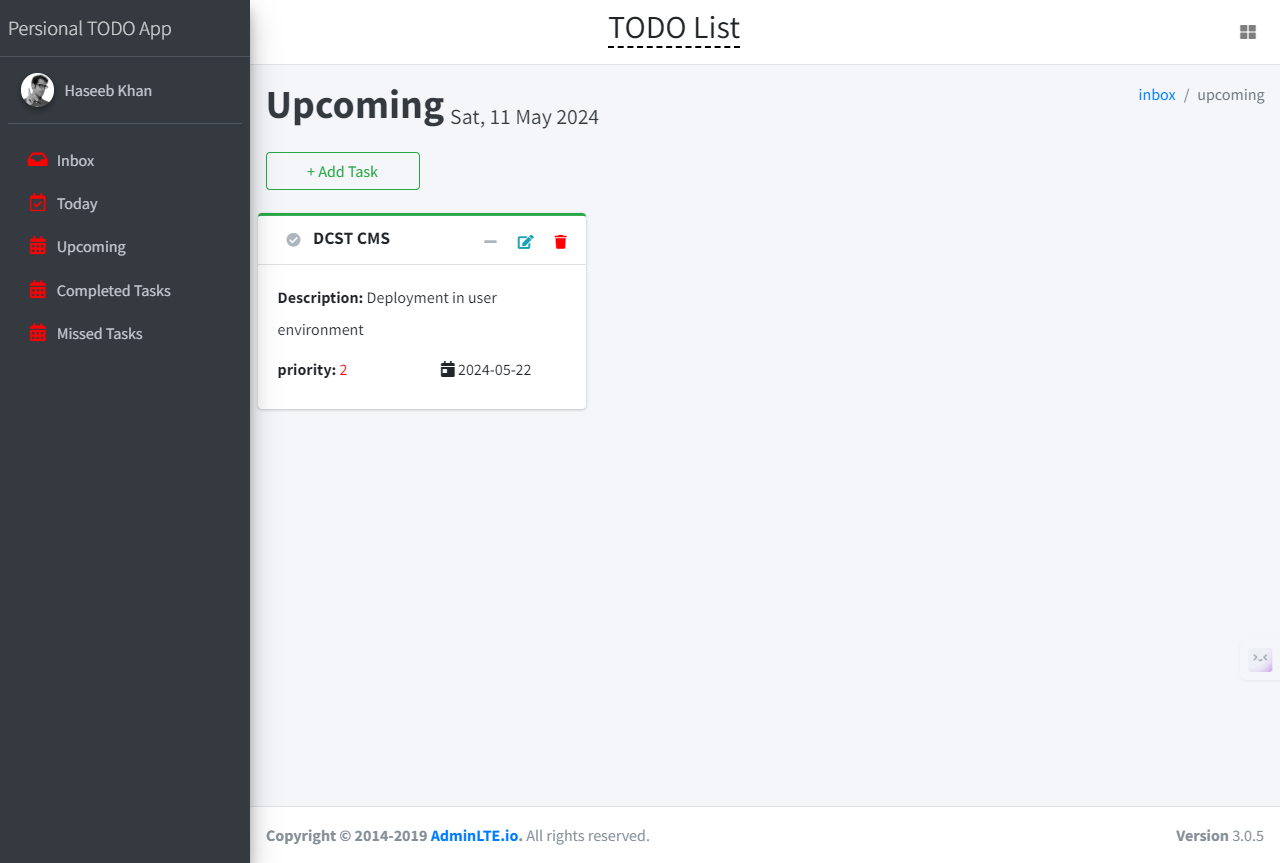 Persional TODO App
Haseeb Khan
Inbox
Today
Upcoming
Completed Tasks
Missed Tasks
TODO List
Upcoming Sat, 11 May 2024
inbox / upcoming
+ Add Task
DCST CMS
Description: Deployment in user
environment
priority: 2
2024-05-22
Copyright © 2014-2019 AdminLTE.io. All rights reserved.
Version 3.0.5